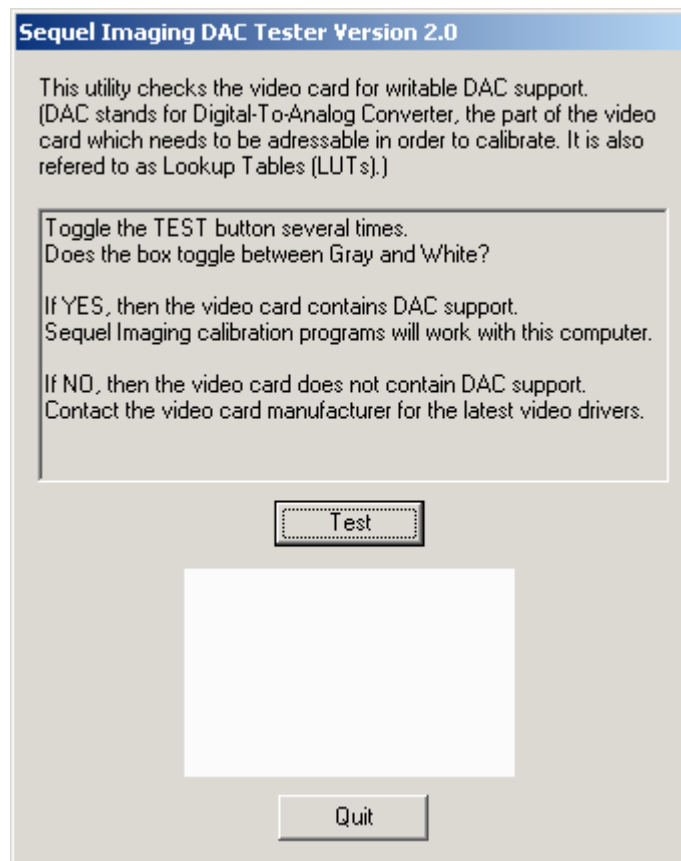 Sequel Imaging DAC Tester Version 2.0
This utility checks the video card for writable DAC support.
(DAC stands for Digital-To-Analog Converter, the part of the video
card which needs to be adressable in order to calibrate. It is also
refered to as Lookup Tables (LUTs).)
Toggle the TEST button several times.
Does the box toggle between Gray and White?
If YES, then the video card contains DAC support.
Sequel Imaging calibration programs will work with this computer.
If NO, then the video card does not contain DAC support.
Contact the video card manufacturer for the latest video drivers.
Test
Quit